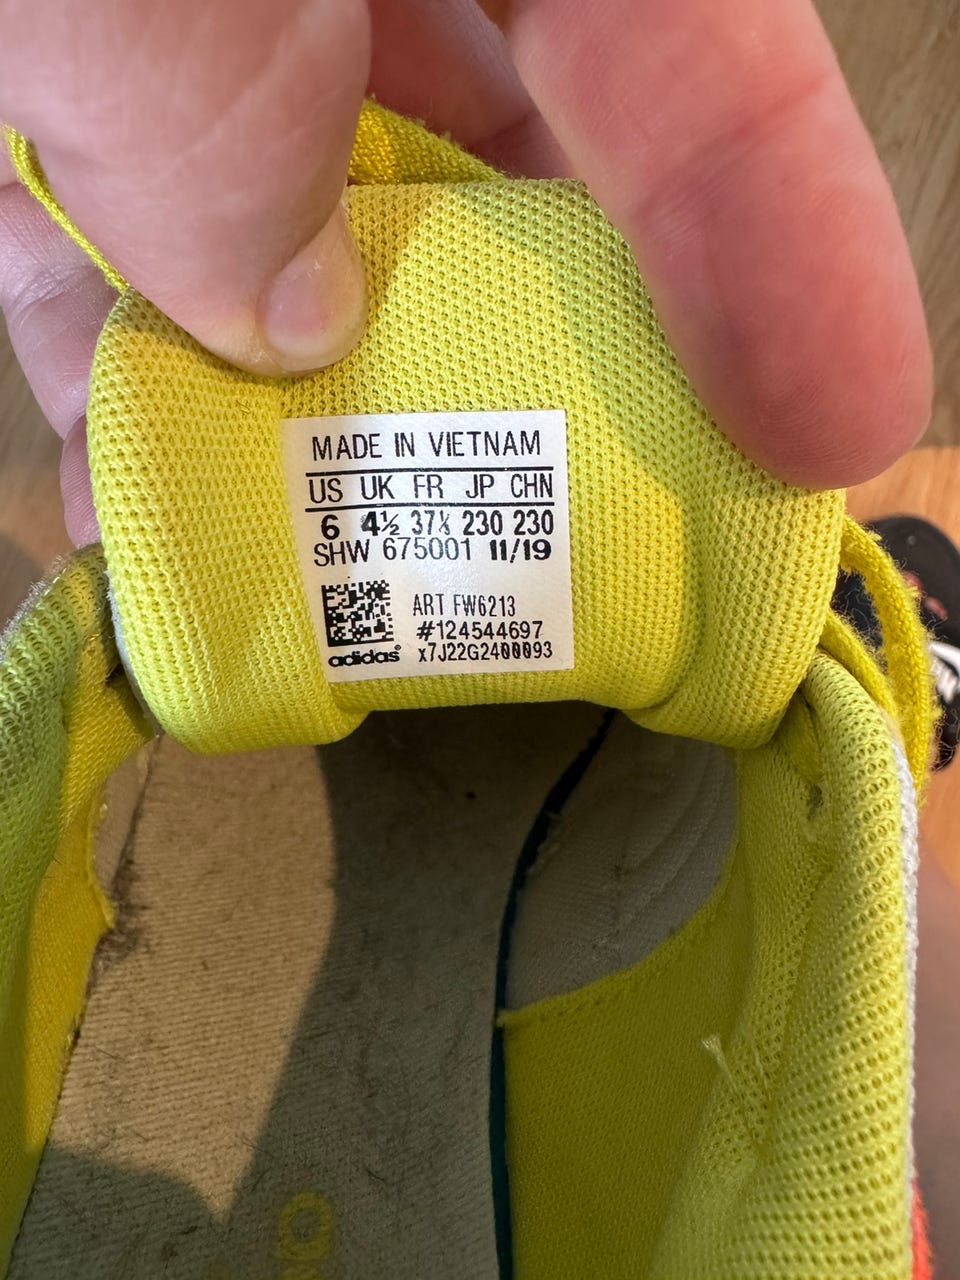 MADE IN VIETNAM
US UK FR JP CHN
6 4½ 37⅓ 230 230
SHW 675001 11/19
ART FW6213
#124544697
x7J22G2400093
adidas®